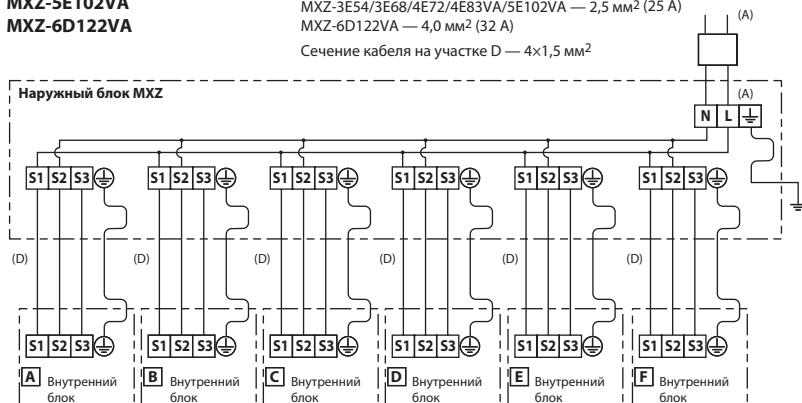 MXZ-5E102VA
MXZ-6D122VA
MXZ-3E54/3E68/4E72/4E83VA/5E102VA — 2,5 мм² (25 А)
MXZ-6D122VA — 4,0 мм² (32 А)
Сечение кабеля на участке D — 4×1,5 мм²
(A)
Наружный блок MXZ
(A)
N L
S1 S2 S3 S1 S2 S3 S1 S2 S3 S1 S2 S3 S1 S2 S3 S1 S2 S3
(D) (D) (D) (D) (D) (D)
S1 S2 S3 S1 S2 S3 S1 S2 S3 S1 S2 S3 S1 S2 S3 S1 S2 S3
A Внутренний блок
B Внутренний блок
C Внутренний блок
D Внутренний блок
E Внутренний блок
F Внутренний блок